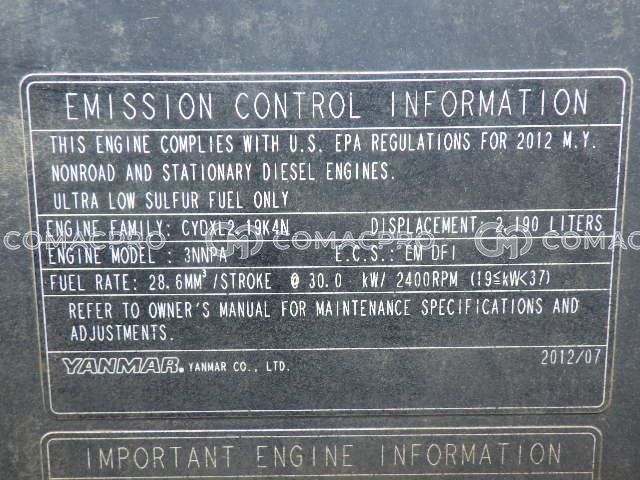 EMISSION CONTROL INFORMATION
THIS ENGINE COMPLIES WITH U.S. EPA REGULATIONS FOR 2012 M.Y.
NONROAD AND STATIONARY DIESEL ENGINES.
ULTRA LOW SULFUR FUEL ONLY
ENGINE FAMILY: CYDXL2.19K4N DISPLACEMENT: 2.190 LITERS
COMACPRO COMACPRO COMACPRO
ENGINE MODEL : 3NNPA E.C.S.: EM DFI
FUEL RATE: 28.6MM³/STROKE @ 30.0 kW/ 2400RPM (19≦kW<37)
REFER TO OWNER'S MANUAL FOR MAINTENANCE SPECIFICATIONS AND
ADJUSTMENTS.
2012/07
YANMAR. YANMAR CO., LTD.
IMPORTANT ENGINE INFORMATION